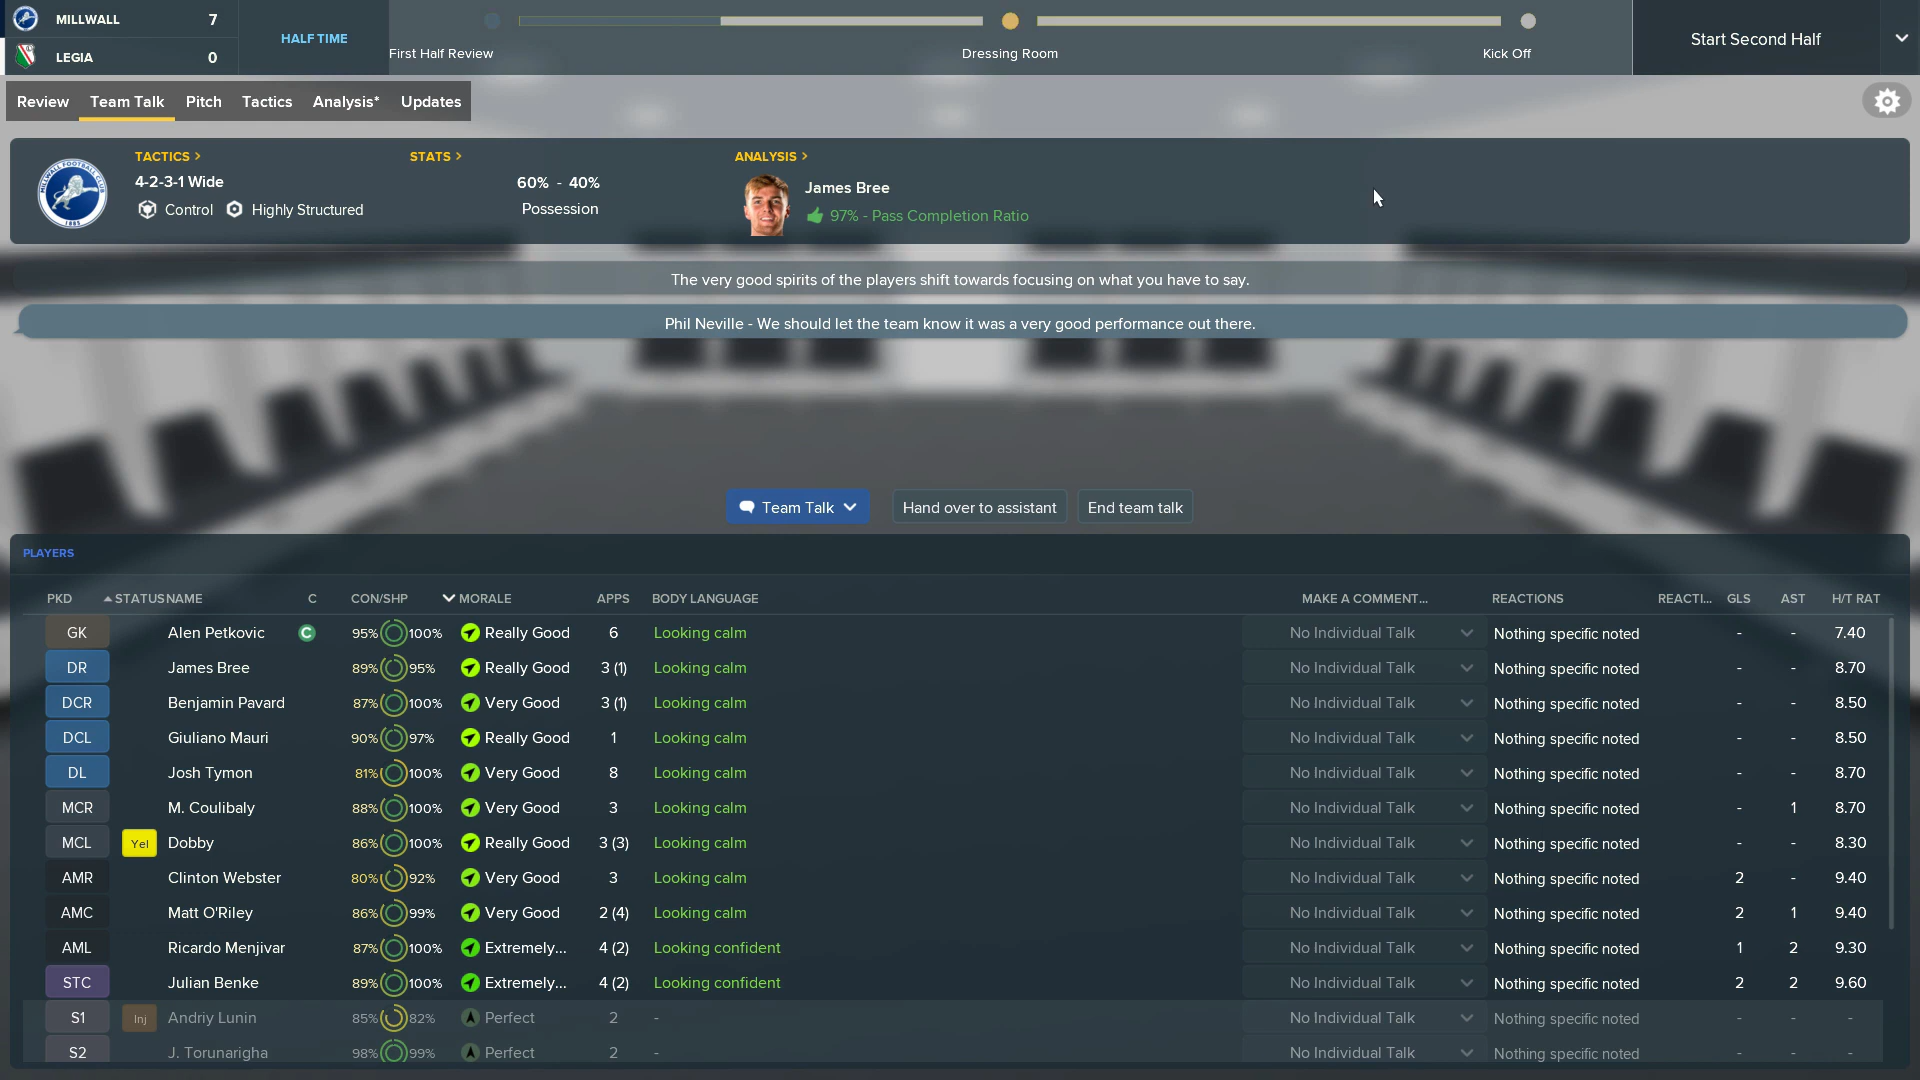 MILLWALL 7
LEGIA 0
HALF TIME
First Half Review
Dressing Room
Kick Off
Start Second Half
Review Team Talk Pitch Tactics Analysis* Updates
MILLWALL FOOTBALL CLUB
1885
TACTICS >
4-2-3-1 Wide
Control Highly Structured
STATS >
60% - 40%
Possession
ANALYSIS >
James Bree
97% - Pass Completion Ratio
The very good spirits of the players shift towards focusing on what you have to say.
Phil Neville - We should let the team know it was a very good performance out there.
Team Talk Hand over to assistant End team talk
PLAYERS
PKD STATUS NAME C CON/SHP MORALE APPS BODY LANGUAGE MAKE A COMMENT... REACTIONS REACTI... GLS AST H/T RAT
GK Alen Petkovic C 95% 100% Really Good 6 Looking calm No Individual Talk Nothing specific noted - - 7.40
DR James Bree 89% 95% Really Good 3 (1) Looking calm No Individual Talk Nothing specific noted - - 8.70
DCR Benjamin Pavard 87% 100% Very Good 3 (1) Looking calm No Individual Talk Nothing specific noted - - 8.50
DCL Giuliano Mauri 90% 97% Really Good 1 Looking calm No Individual Talk Nothing specific noted - - 8.50
DL Josh Tymon 81% 100% Very Good 8 Looking calm No Individual Talk Nothing specific noted - - 8.70
MCR M. Coulibaly 88% 100% Very Good 3 Looking calm No Individual Talk Nothing specific noted - 1 8.70
MCL Yel Dobby 86% 100% Really Good 3 (3) Looking calm No Individual Talk Nothing specific noted - - 8.30
AMR Clinton Webster 80% 92% Very Good 3 Looking calm No Individual Talk Nothing specific noted 2 - 9.40
AMC Matt O'Riley 86% 99% Very Good 2 (4) Looking calm No Individual Talk Nothing specific noted 2 1 9.40
AML Ricardo Menjivar 87% 100% Extremely... 4 (2) Looking confident No Individual Talk Nothing specific noted 1 2 9.30
STC Julian Benke 89% 100% Extremely... 4 (2) Looking confident No Individual Talk Nothing specific noted 2 2 9.60
S1 Inj Andriy Lunin 85% 82% Perfect 2 - No Individual Talk Nothing specific noted - - -
S2 J. Torunarigha 98% 99% Perfect 2 - No Individual Talk Nothing specific noted - - -